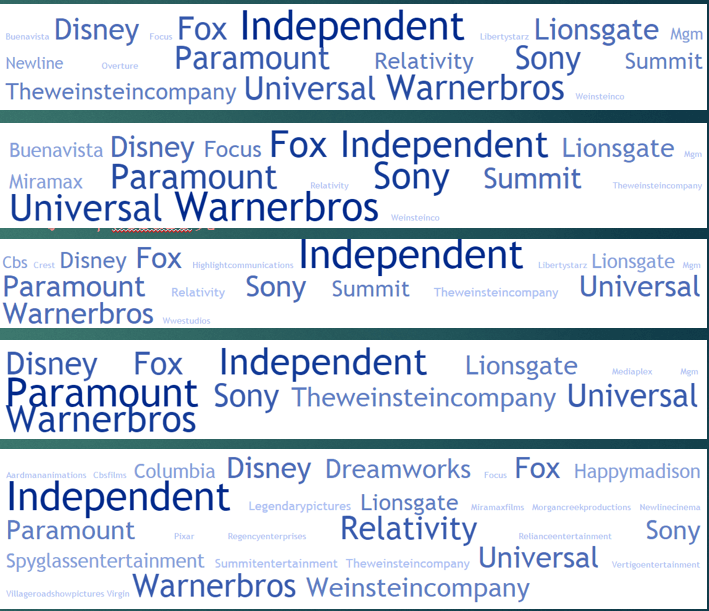 Buenavista Disney Focus Fox Independent Libertystarz Lionsgate Mgm
Newline Overture Paramount Relativity Sony Summit
Theweinsteincompany Universal Warnerbros Weinsteinco
Buenavista Disney Focus Fox Independent Lionsgate Mgm
Miramax Paramount Relativity Sony Summit Theweinsteincompany
Universal Warnerbros Weinsteinco
Cbs Crest Disney Fox Highlightcommunications Independent Libertystarz Lionsgate Mgm
Paramount Relativity Sony Summit Theweinsteincompany Universal
Warnerbros Wwestudios
Disney Fox Independent Lionsgate Mediaplex Mgm
Paramount Sony Theweinsteincompany Universal
Warnerbros
Aardmananimations Cbsfilms Columbia Disney Dreamworks Focus Fox Happymadison
Independent Legendarypictures Lionsgate Miramaxfilms Morgancreekproductions Newlinecinema
Paramount Pixar Regencyenterprises Relativity Relianceentertainment Sony
Spyglassentertainment Summitentertainment Theweinsteincompany Universal Vertigoentertainment
Villageroadshowpictures Virgin Warnerbros Weinsteincompany